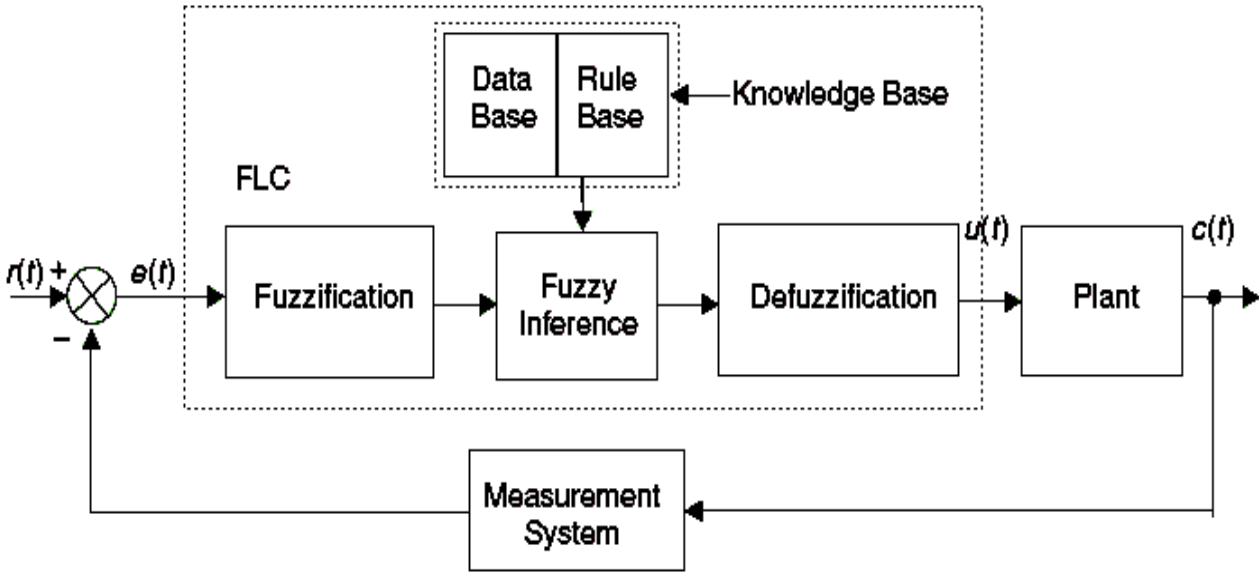 Data
Base
Rule
Base
Knowledge Base
FLC
r(t)
+
−
e(t)
Fuzzification
Fuzzy
Inference
Defuzzification
u(t)
Plant
c(t)
Measurement
System